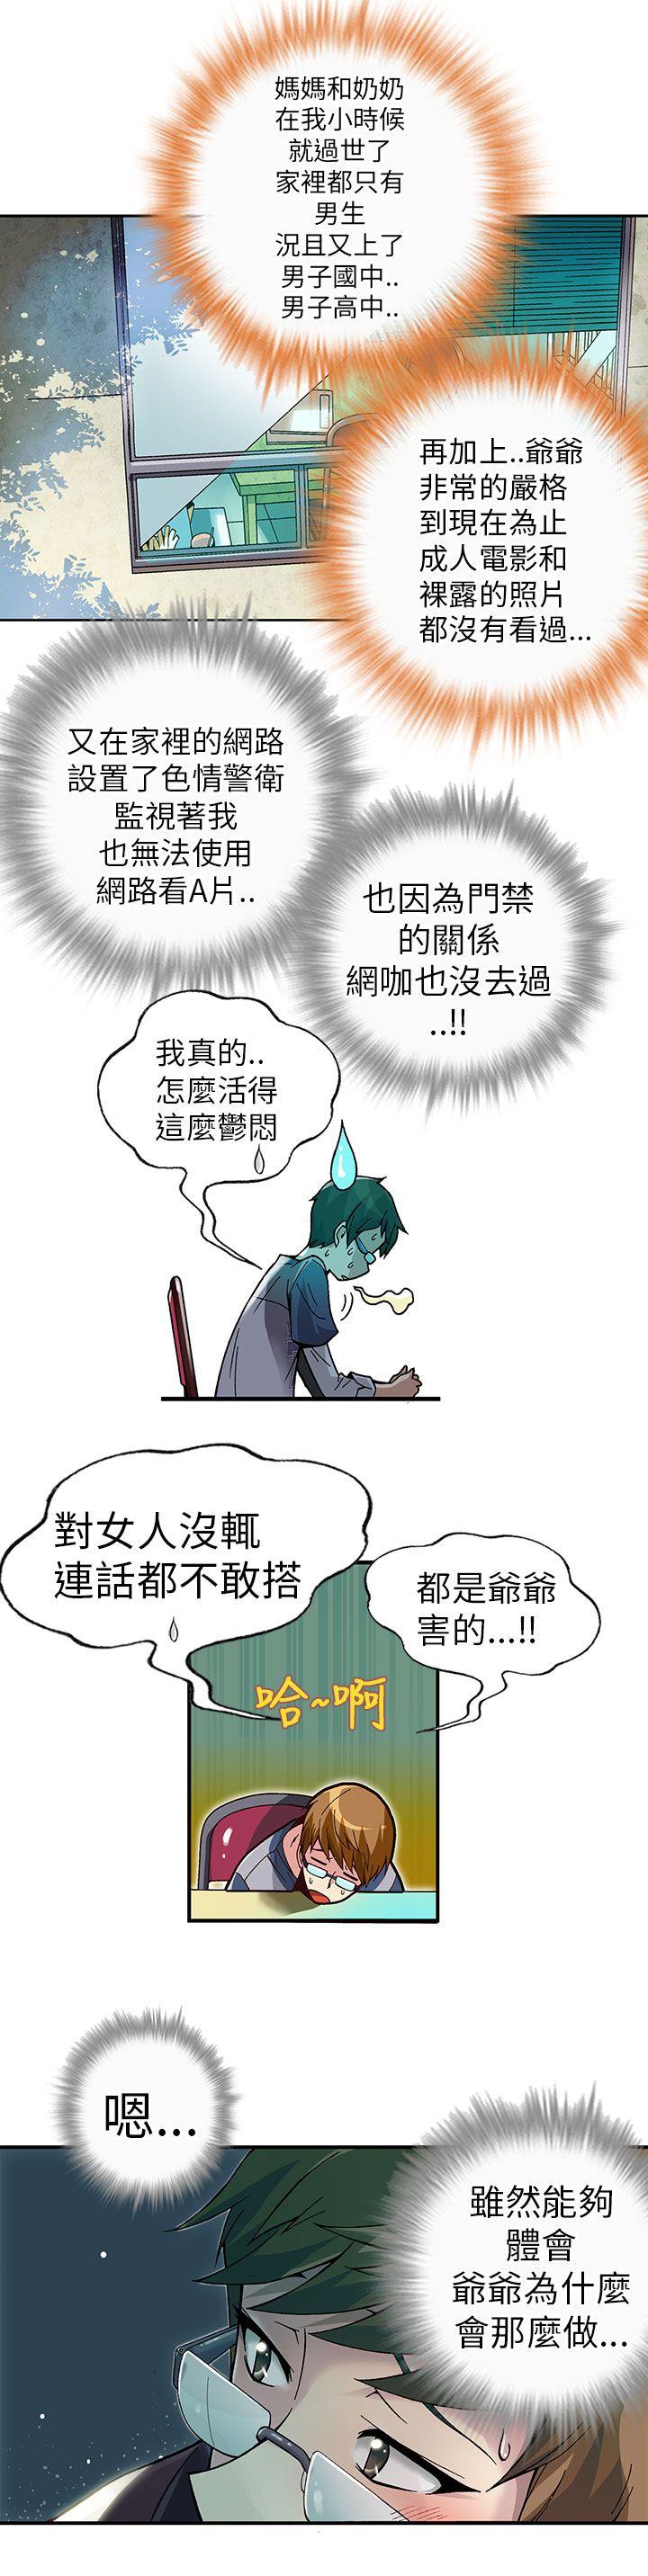 媽媽和奶奶
在我小時候
就過世了
家裡都只有
男生
況且又上了
男子國中..
男子高中..
再加上..爺爺
非常的嚴格
到現在為止
成人電影和
裸露的照片
都沒有看過...
又在家裡的網路
設置了色情警衛
監視著我
也無法使用
網路看A片..
也因為門禁
的關係
網咖也沒去過
..!!
我真的..
怎麼活得
這麼鬱悶
對女人沒輒
連話都不敢搭
都是爺爺
害的...!!
哈~啊
嗯...
雖然能夠
體會
爺爺為什麼
會那麼做...